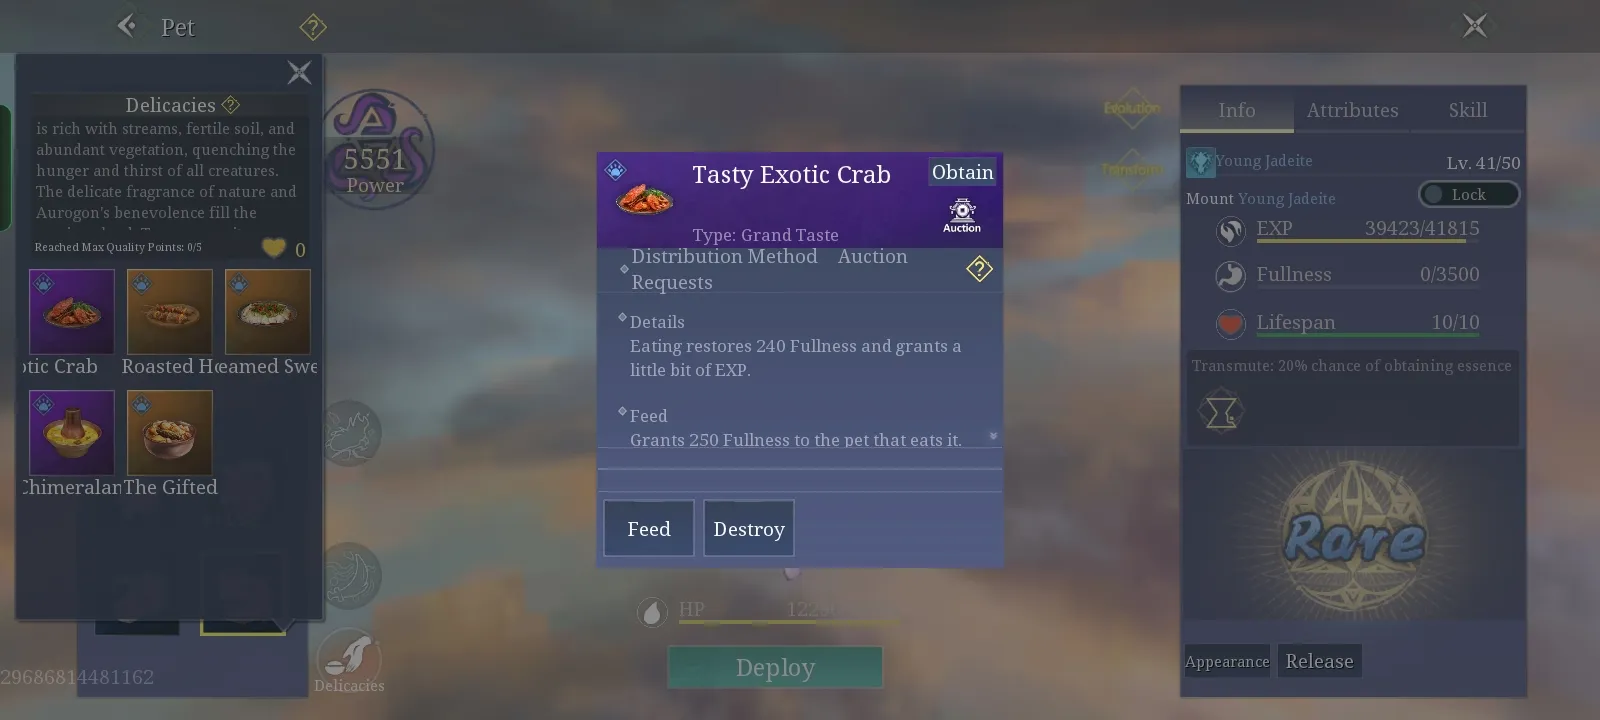 Pet
?
Delicacies ?
is rich with streams, fertile soil, and
abundant vegetation, quenching the
hunger and thirst of all creatures.
The delicate fragrance of nature and
Aurogon's benevolence fill the
Reached Max Quality Points: 0/5
0
otic Crab
Roasted Ho
eamed Swe
Chimeralan
The Gifted
29686814481162
5551
Power
Delicacies
Tasty Exotic Crab
Obtain
Auction
Type: Grand Taste
Distribution Method Auction
Requests
?
Details
Eating restores 240 Fullness and grants a
little bit of EXP.
Feed
Grants 250 Fullness to the pet that eats it.
Feed
Destroy
HP
Deploy
Evolution
Transform
Info
Attributes
Skill
Young Jadeite
Lv. 41/50
Mount Young Jadeite
Lock
EXP 39423/41815
Fullness 0/3500
Lifespan 10/10
Transmute: 20% chance of obtaining essence
Rare
Appearance
Release